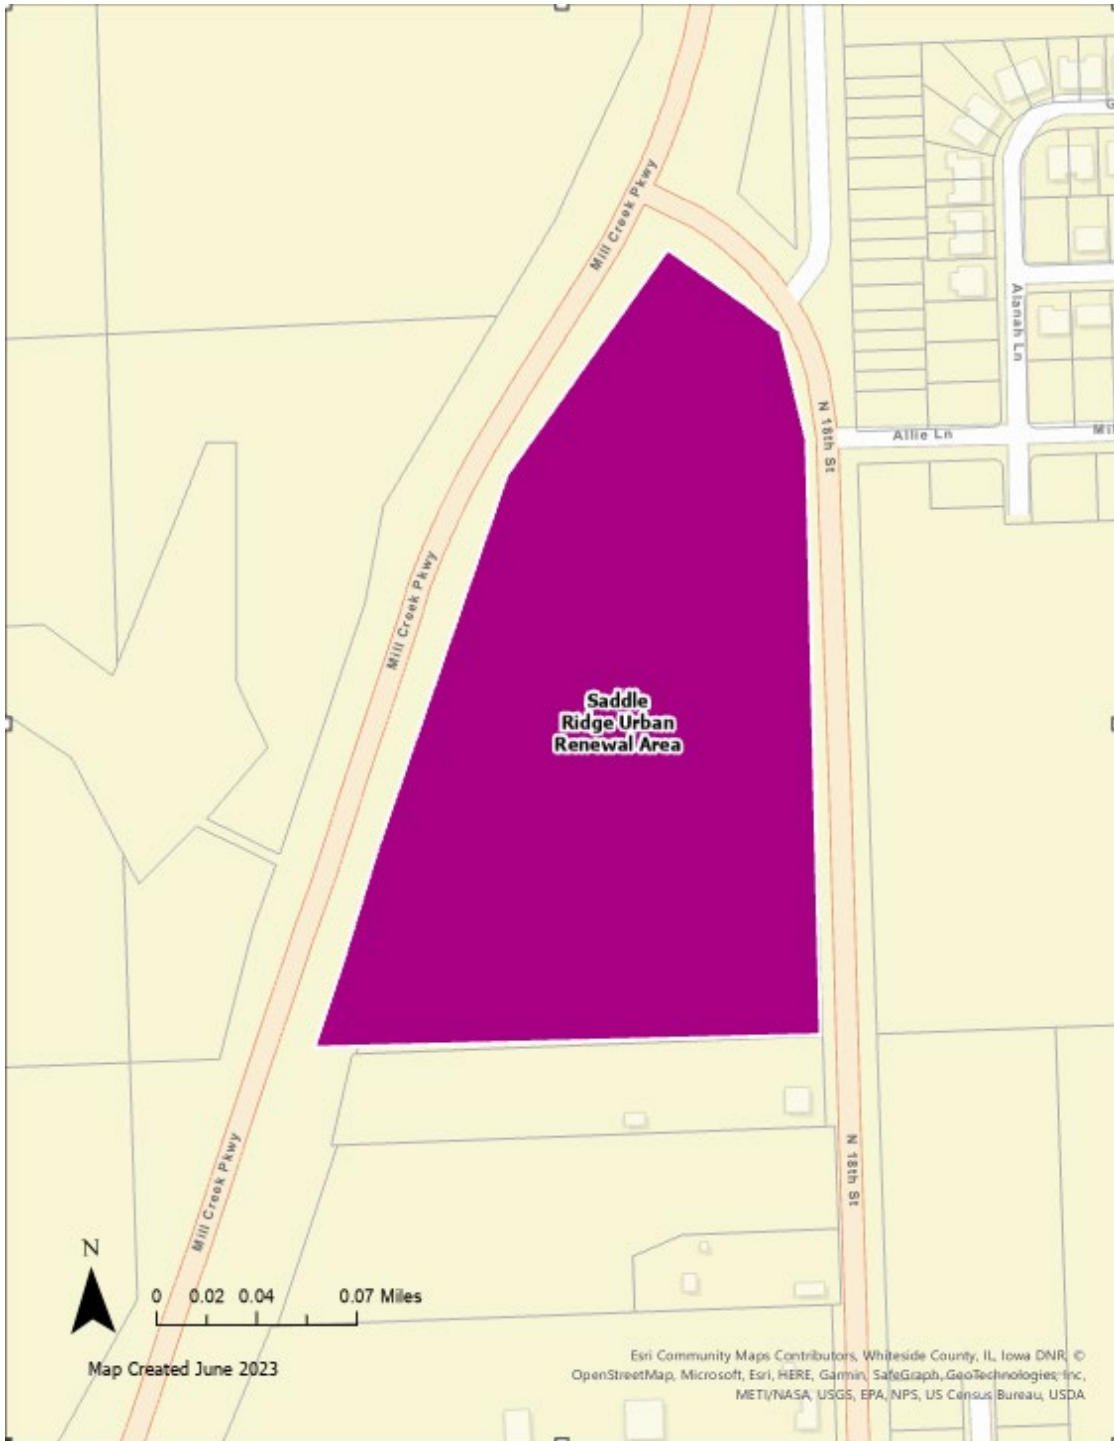 Mill Creek Pkwy
G
Alanah Ln
N 18th St
Allie Ln
Mil
Mill Creek Pkwy
Saddle
Ridge Urban
Renewal Area
Mill Creek Pkwy
N 18th St
N
0 0.02 0.04 0.07 Miles
Map Created June 2023
Esri Community Maps Contributors, Whiteside County, IL, Iowa DNR, ©
OpenStreetMap, Microsoft, Esri, HERE, Garmin, SafeGraph, GeoTechnologies, Inc,
METI/NASA, USGS, EPA, NPS, US Census Bureau, USDA